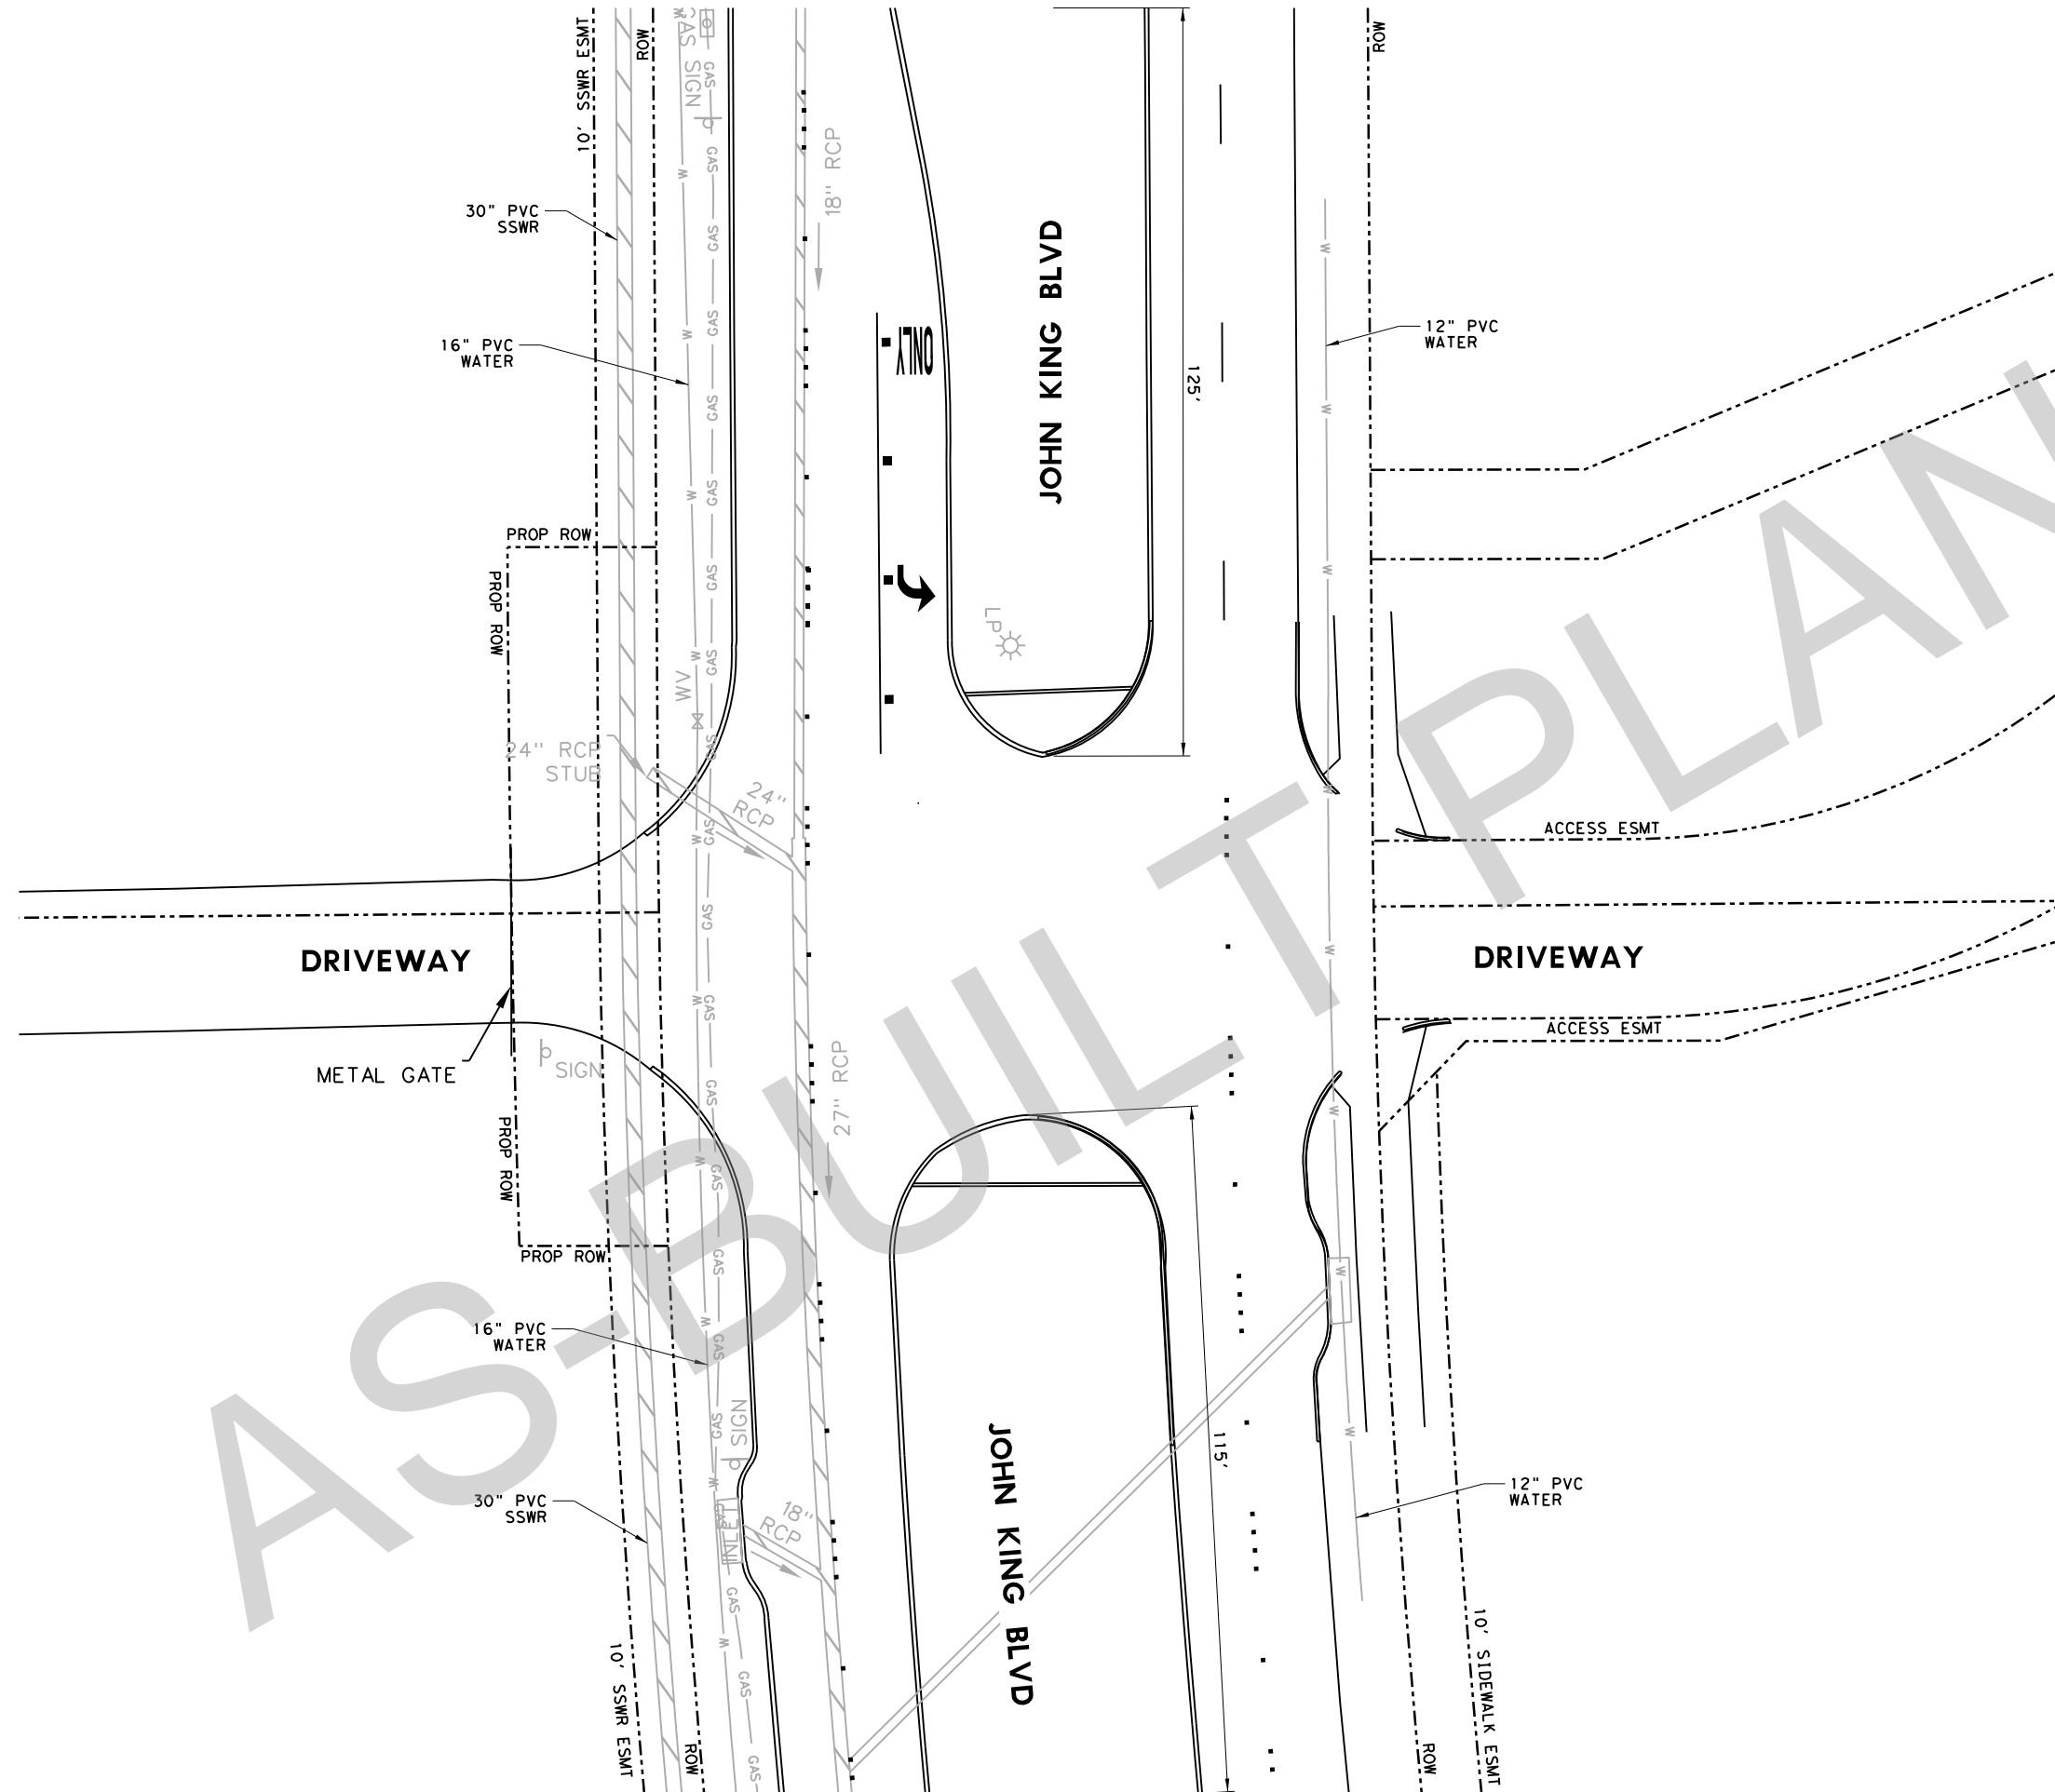 10' SSWR ESMT
ROW
GAS SIGN
GAS
W
18" RCP
ROW
30" PVC
SSWR
16" PVC
WATER
ONLY
JOHN KING BLVD
125'
12" PVC
WATER
PROP ROW
PROP ROW
LP
WV
24" RCP
STUB
24"
RCP
ACCESS ESMT
DRIVEWAY
DRIVEWAY
METAL GATE
SIGN
27" RCP
ACCESS ESMT
PROP ROW
PROP ROW
AS-BUILT PLAN
16" PVC
WATER
SIGN
30" PVC
SSWR
INLET
18"
RCP
JOHN KING BLVD
115'
12" PVC
WATER
10' SSWR ESMT
ROW
ROW
10' SIDEWALK ESMT